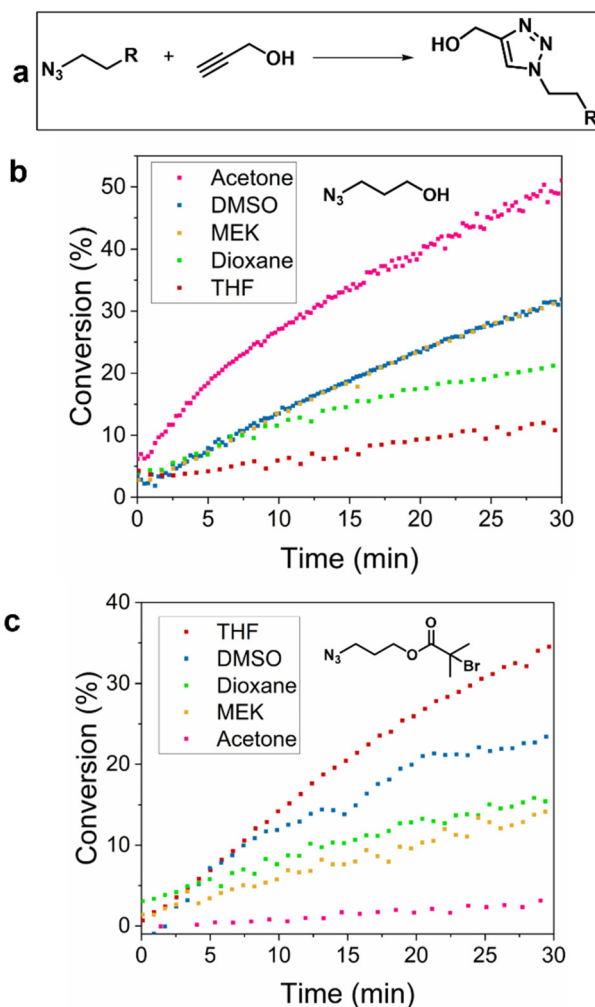 a
N₃ R + OH HO N N N R
b
Conversion (%)
50
40
30
20
10
0
Acetone
DMSO
MEK
Dioxane
THF
N₃ OH
0 5 10 15 20 25 30
Time (min)
c
Conversion (%)
40
30
20
10
0
THF
DMSO
Dioxane
MEK
Acetone
N₃ O O Br
0 5 10 15 20 25 30
Time (min)